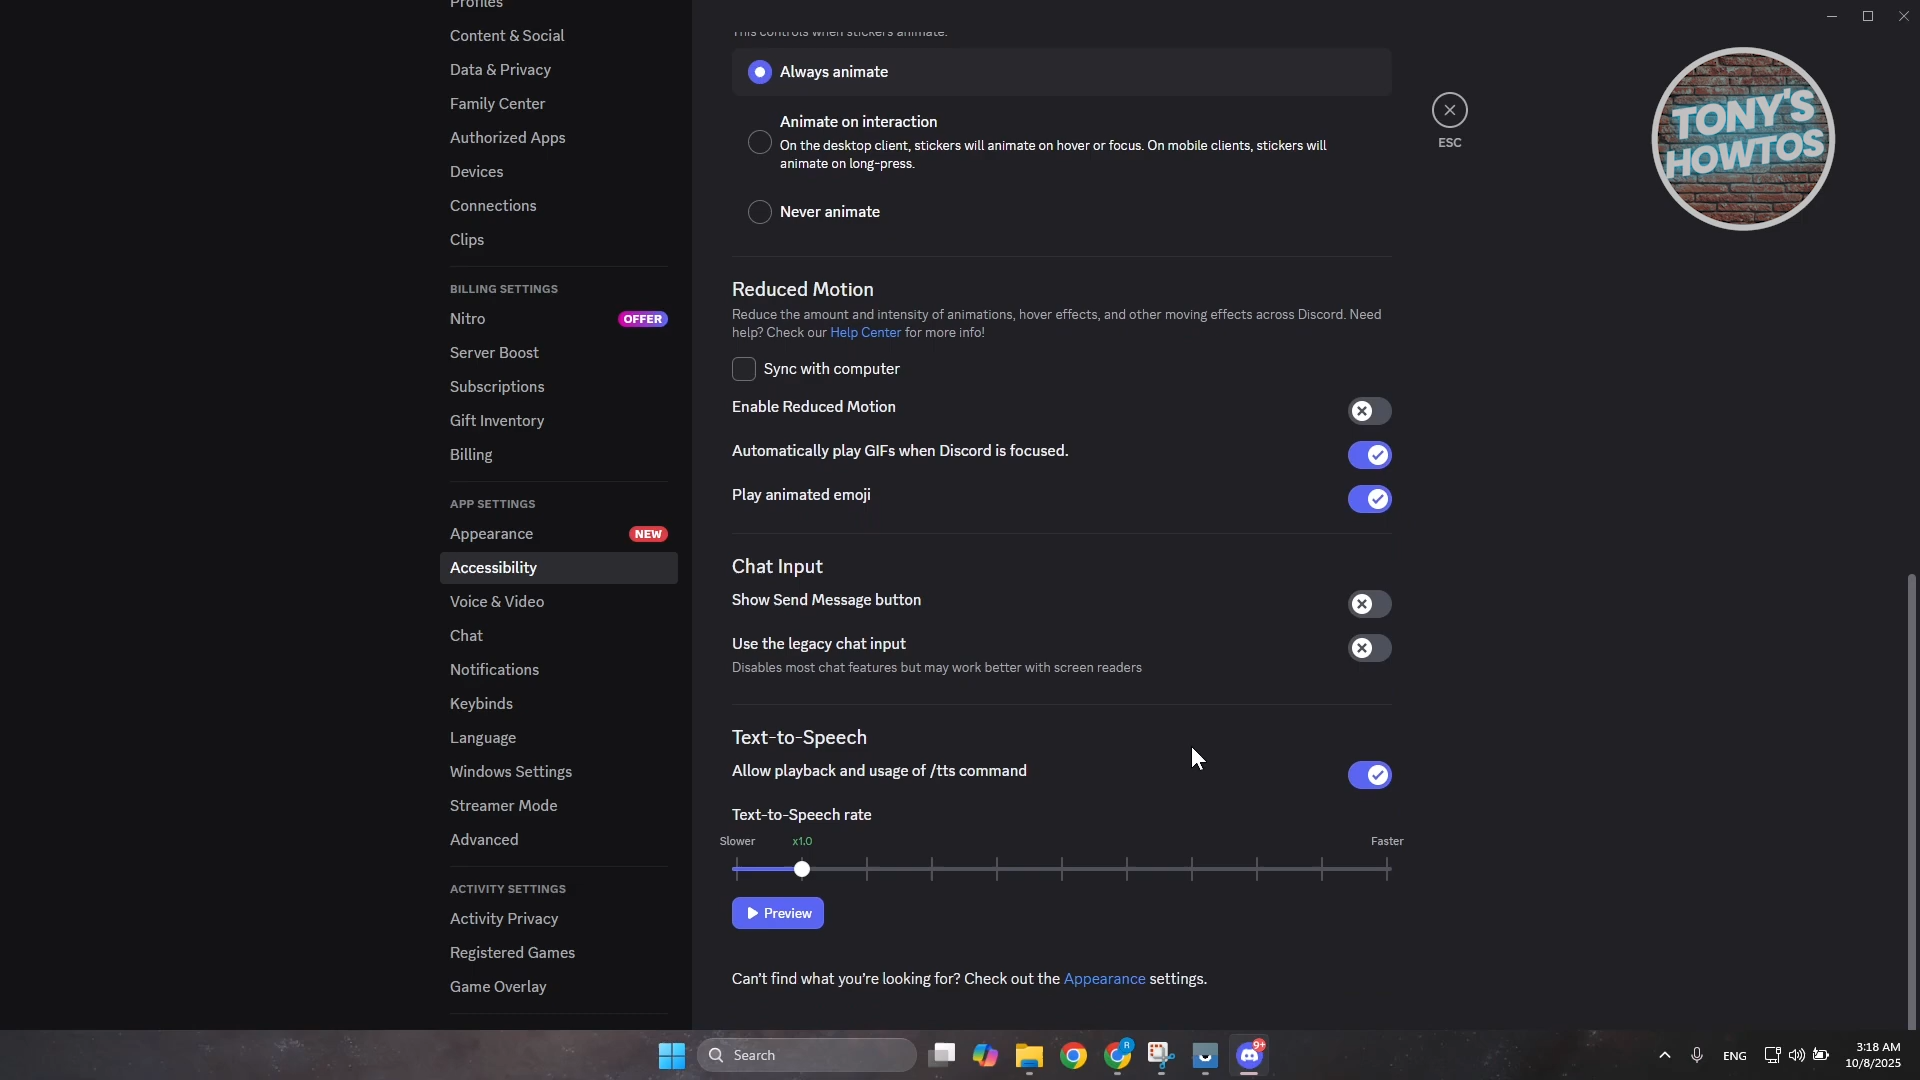 Profiles
Content & Social
Data & Privacy
Family Center
Authorized Apps
Devices
Connections
Clips
BILLING SETTINGS
Nitro OFFER
Server Boost
Subscriptions
Gift Inventory
Billing
APP SETTINGS
Appearance NEW
Accessibility
Voice & Video
Chat
Notifications
Keybinds
Language
Windows Settings
Streamer Mode
Advanced
ACTIVITY SETTINGS
Activity Privacy
Registered Games
Game Overlay
This controls when stickers animate.
Always animate
Animate on interaction
On the desktop client, stickers will animate on hover or focus. On mobile clients, stickers will
animate on long-press.
Never animate
Reduced Motion
Reduce the amount and intensity of animations, hover effects, and other moving effects across Discord. Need
help? Check our Help Center for more info!
Sync with computer
Enable Reduced Motion
Automatically play GIFs when Discord is focused.
Play animated emoji
Chat Input
Show Send Message button
Use the legacy chat input
Disables most chat features but may work better with screen readers
Text-to-Speech
Allow playback and usage of /tts command
Text-to-Speech rate
Slower x1.0 Faster
Preview
Can't find what you're looking for? Check out the Appearance settings.
ESC
TONY'S
HOWTOS
Search
R
9+
ENG
3:18 AM
10/8/2025